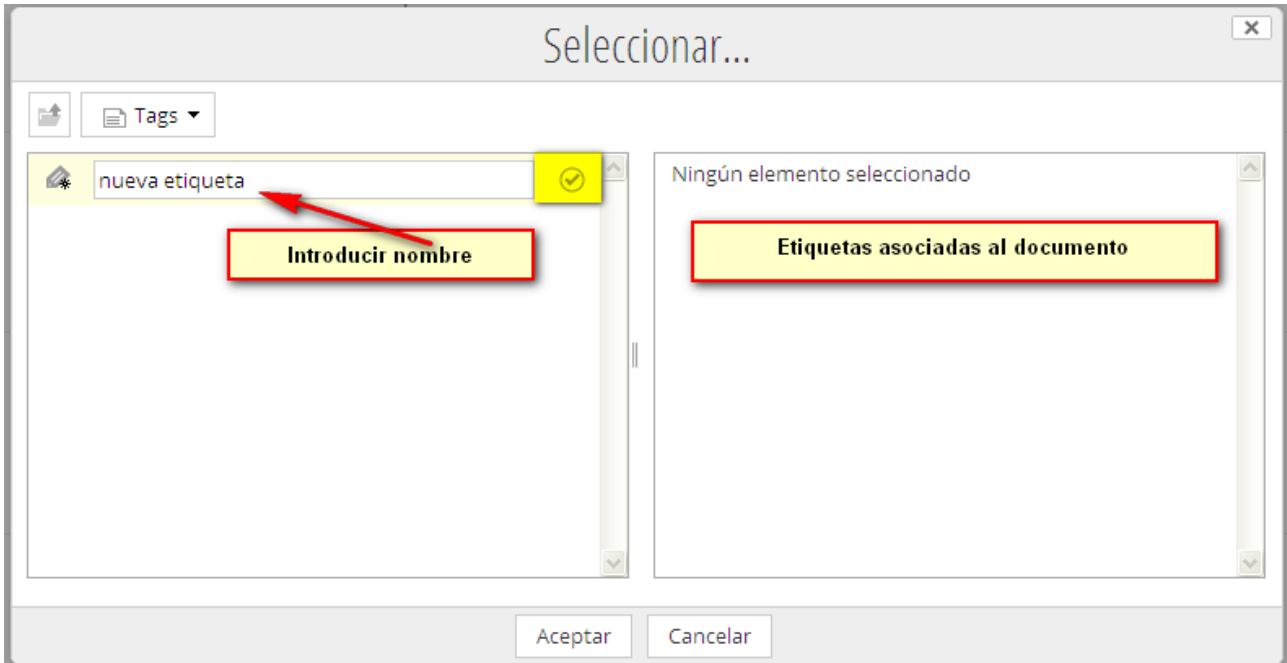 Seleccionar...
Tags
nueva etiqueta
Ningún elemento seleccionado
Introducir nombre
Etiquetas asociadas al documento
Aceptar
Cancelar